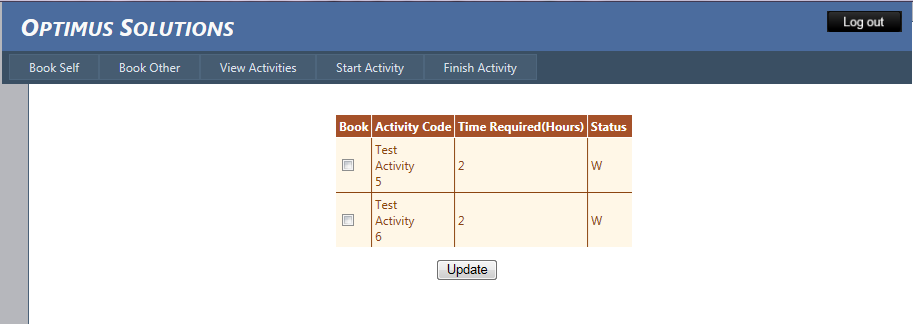 OPTIMUS SOLUTIONS
Log out
Book Self Book Other View Activities Start Activity Finish Activity
Book Activity Code Time Required(Hours) Status
Test
Activity 2 W
5
Test
Activity 2 W
6
Update